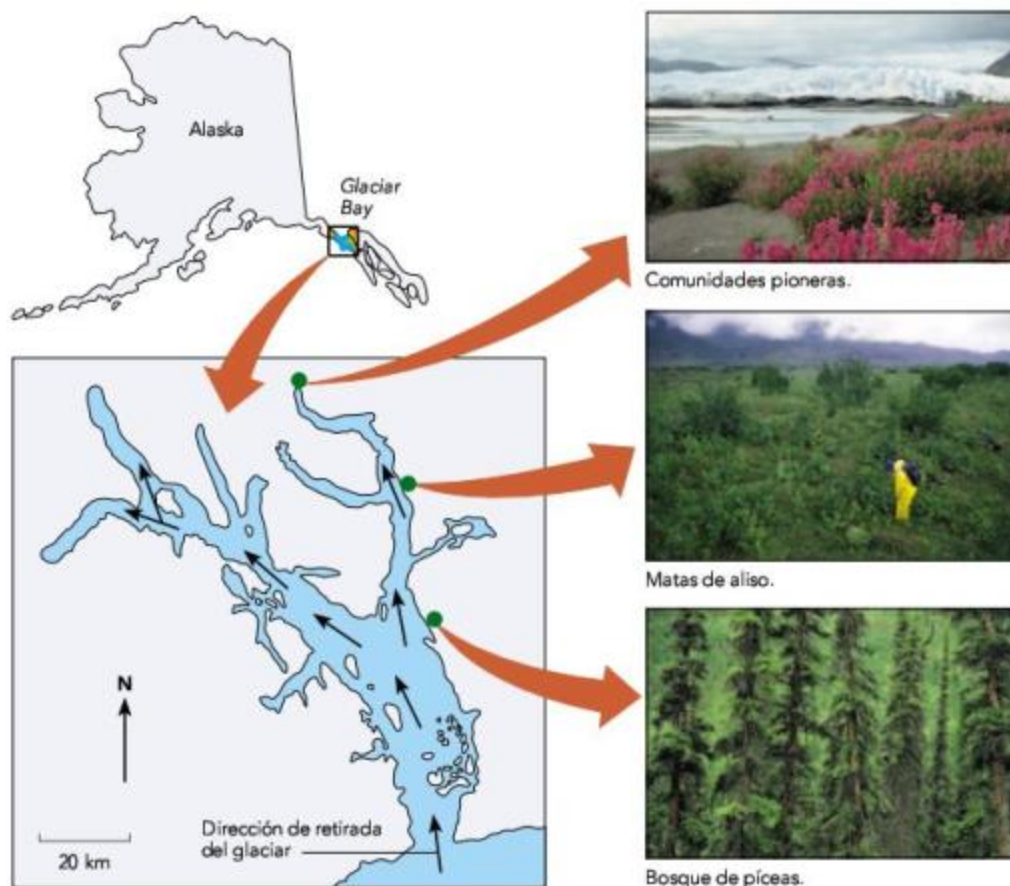 Alaska
Glaciar
Bay
Comunidades pioneras.
Matas de aliso.
N
Dirección de retirada
del glaciar
20 km
Bosque de píceas.